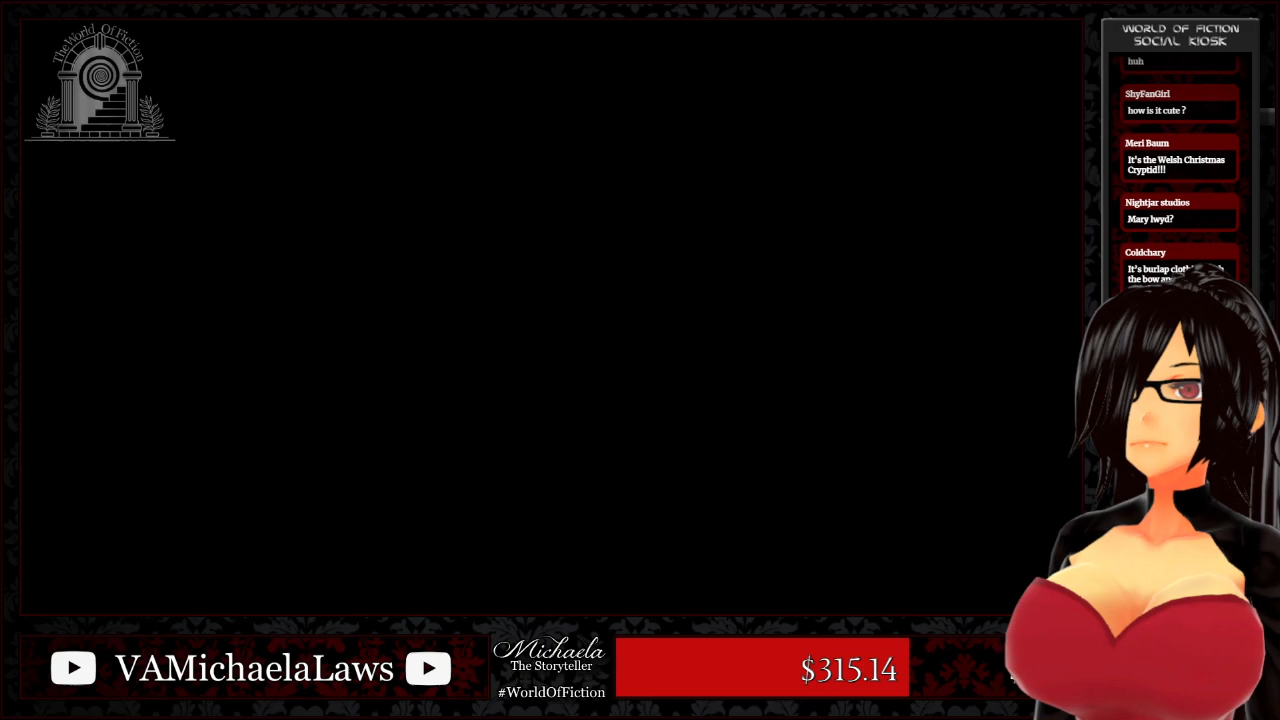 The World Of Fiction
WORLD OF FICTION
SOCIAL KIOSK
huh
ShyFanGirl
how is it cute ?
Meri Baum
It's the Welsh Christmas
Cryptid!!!
Nightjar studios
Mary lwyd?
Coldchary
It's burlap
the bow
VAMichaelaLaws
Michaela
The Storyteller
#WorldOfFiction
$315.14